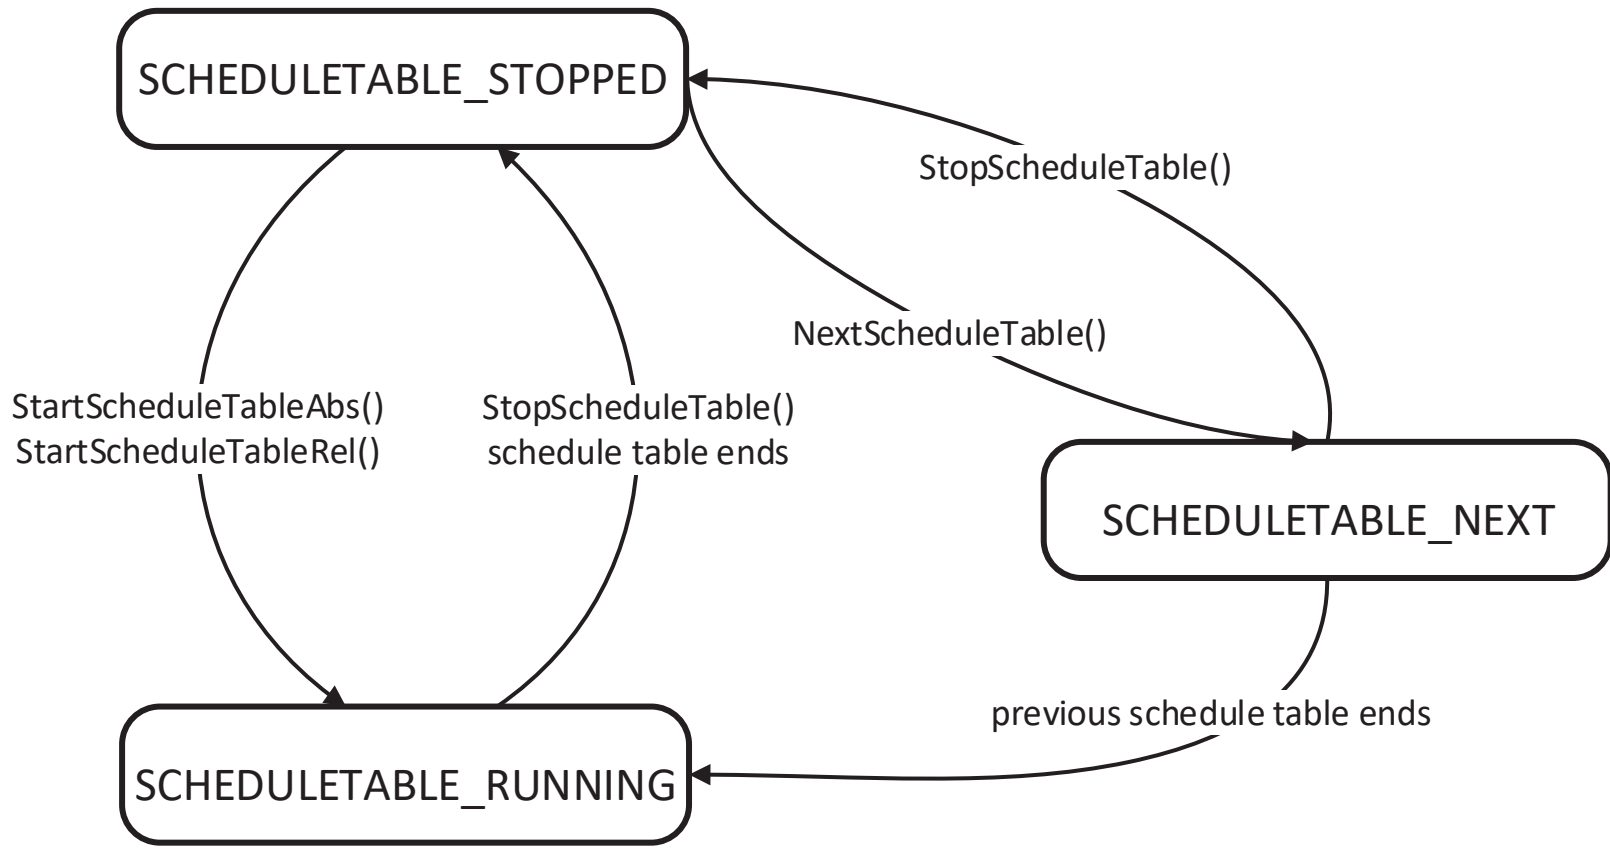 SCHEDULETABLE_STOPPED
StopScheduleTable()
NextScheduleTable()
StartScheduleTableAbs()
StartScheduleTableRel()
StopScheduleTable()
schedule table ends
SCHEDULETABLE_NEXT
previous schedule table ends
SCHEDULETABLE_RUNNING